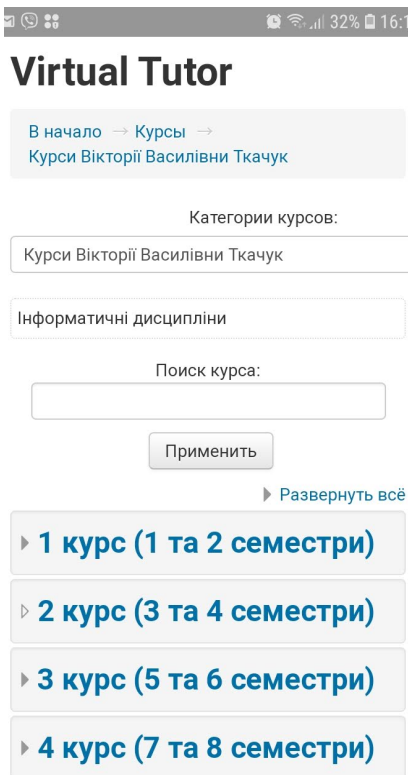 32% 16:1
Virtual Tutor
В начало → Курсы →
Курси Вікторії Василівни Ткачук
Категории курсов:
Курси Вікторії Василівни Ткачук
Інформатичні дисципліни
Поиск курса:
Применить
Развернуть всё
1 курс (1 та 2 семестри)
2 курс (3 та 4 семестри)
3 курс (5 та 6 семестри)
4 курс (7 та 8 семестри)